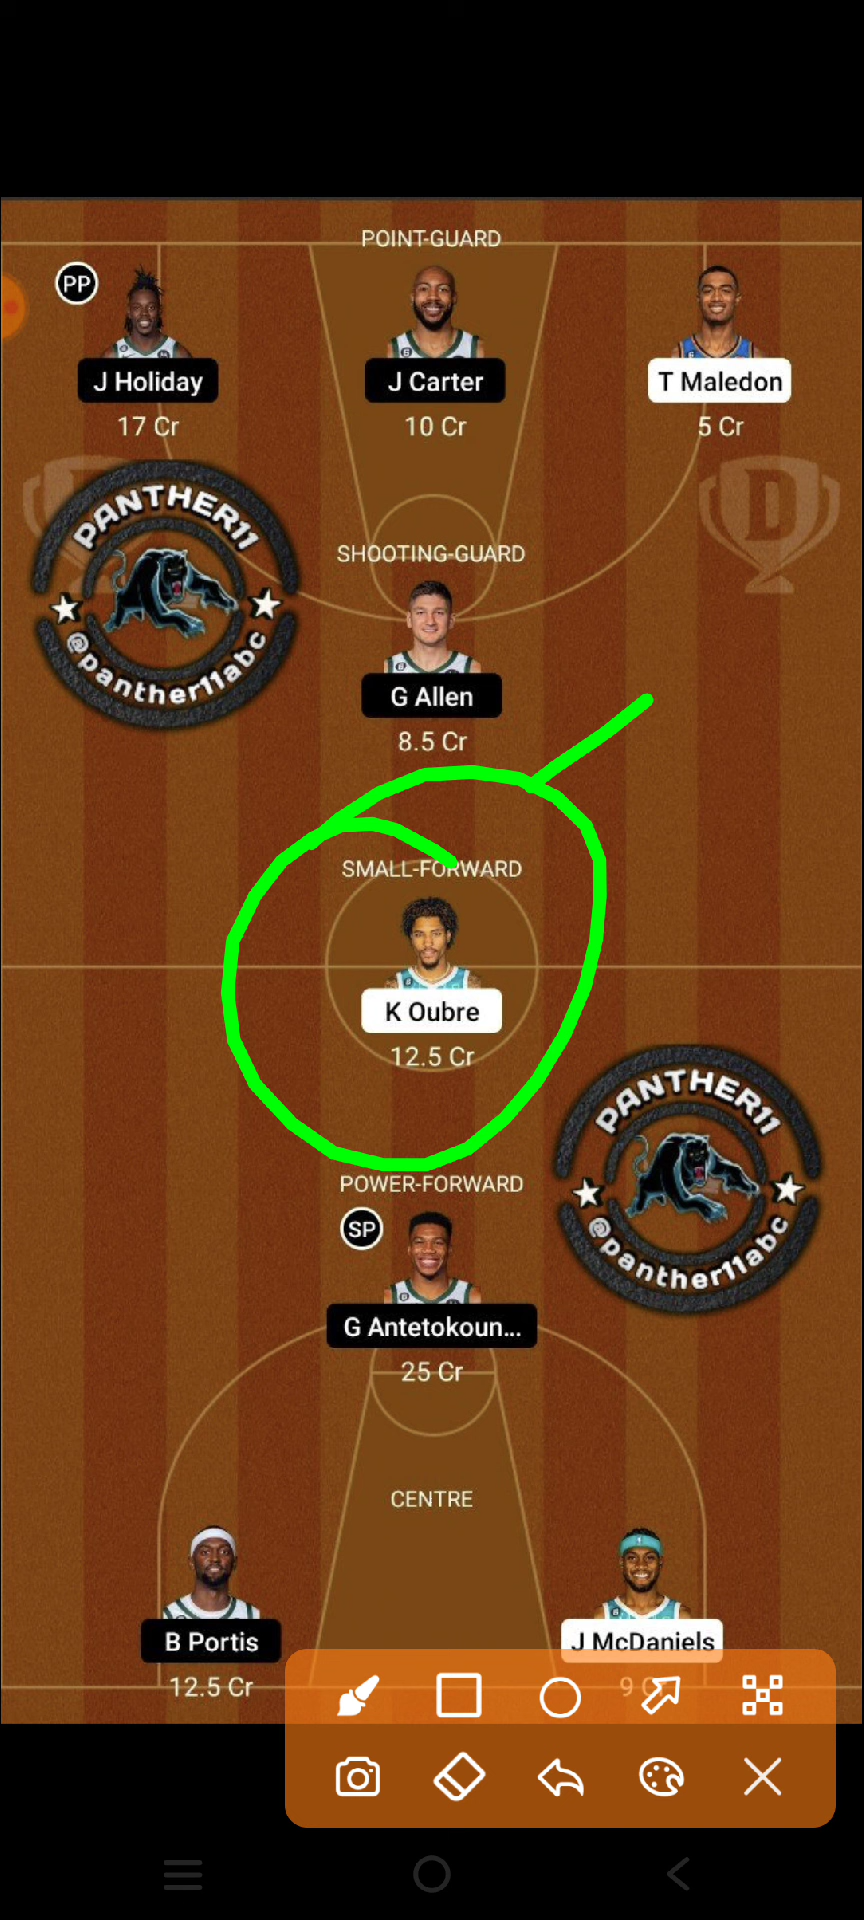 POINT-GUARD
PP
J Holiday
J Carter
T Maledon
17 Cr
10 Cr
5 Cr
PANTHER11
@panther11abc
D
SHOOTING-GUARD
G Allen
8.5 Cr
SMALL-FORWARD
K Oubre
12.5 Cr
PANTHER11
@panther11abc
POWER-FORWARD
SP
G Antetokoun...
25 Cr
CENTRE
B Portis
J McDaniels
12.5 Cr
9 Cr